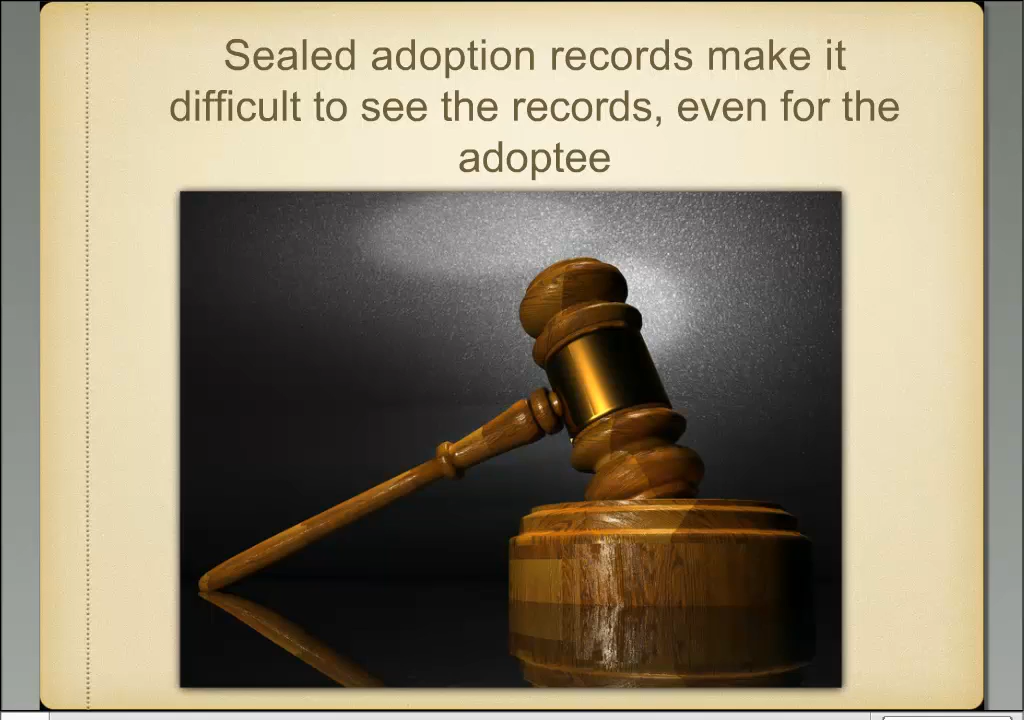 Sealed adoption records make it
difficult to see the records, even for the
adoptee